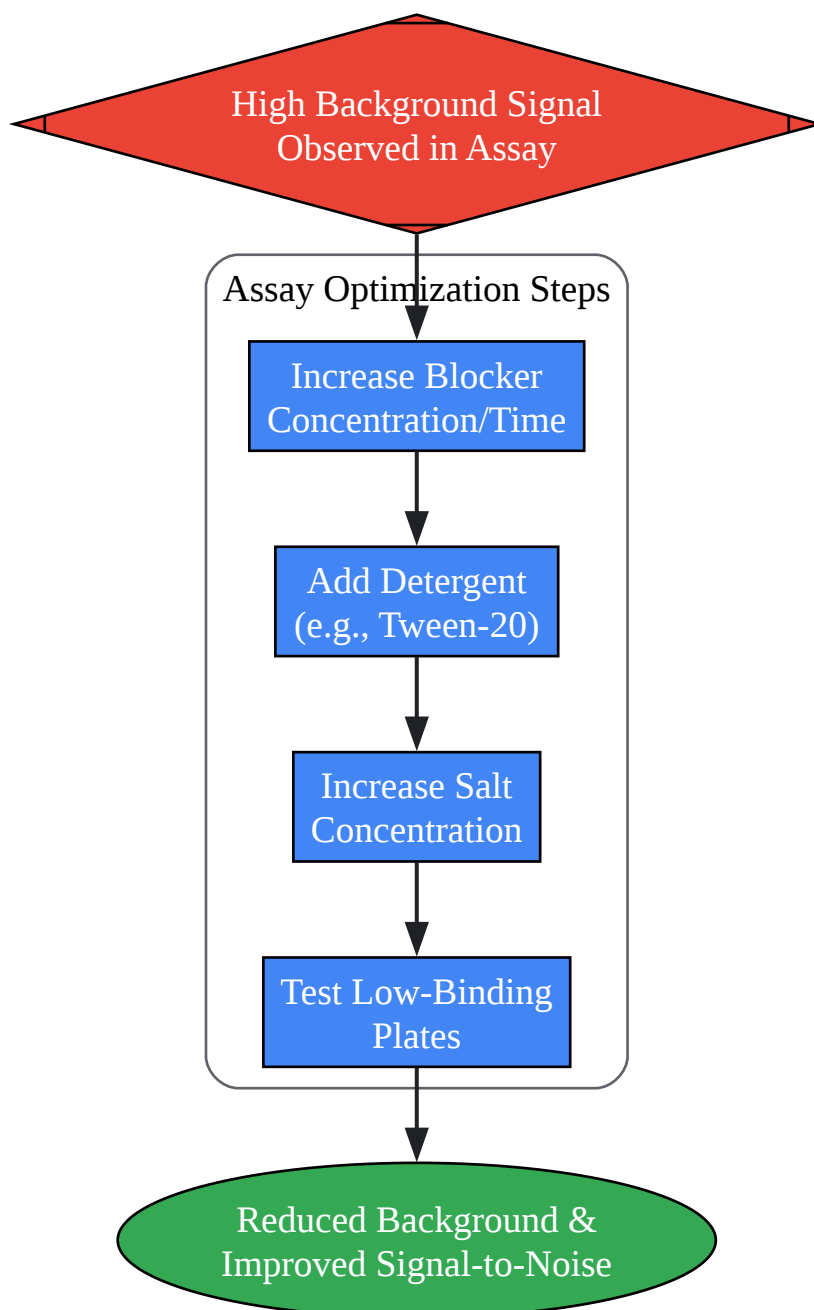 High Background Signal
Observed in Assay
Assay Optimization Steps
Increase Blocker
Concentration/Time
Add Detergent
(e.g., Tween-20)
Increase Salt
Concentration
Test Low-Binding
Plates
Reduced Background &
Improved Signal-to-Noise